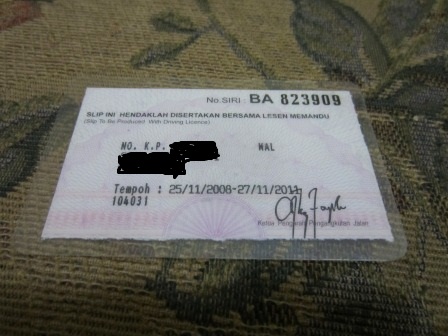 No.SIRI : BA 823909
SLIP INI HENDAKLAH DISERTAKAN BERSAMA LESEN MEMANDU
(Slip To Be Produced With Driving Licence)
NO. K.P. WAL
Tempoh : 25/11/2008-27/11/2011
104031
Ketua Pengarah Pengangkutan Jalan